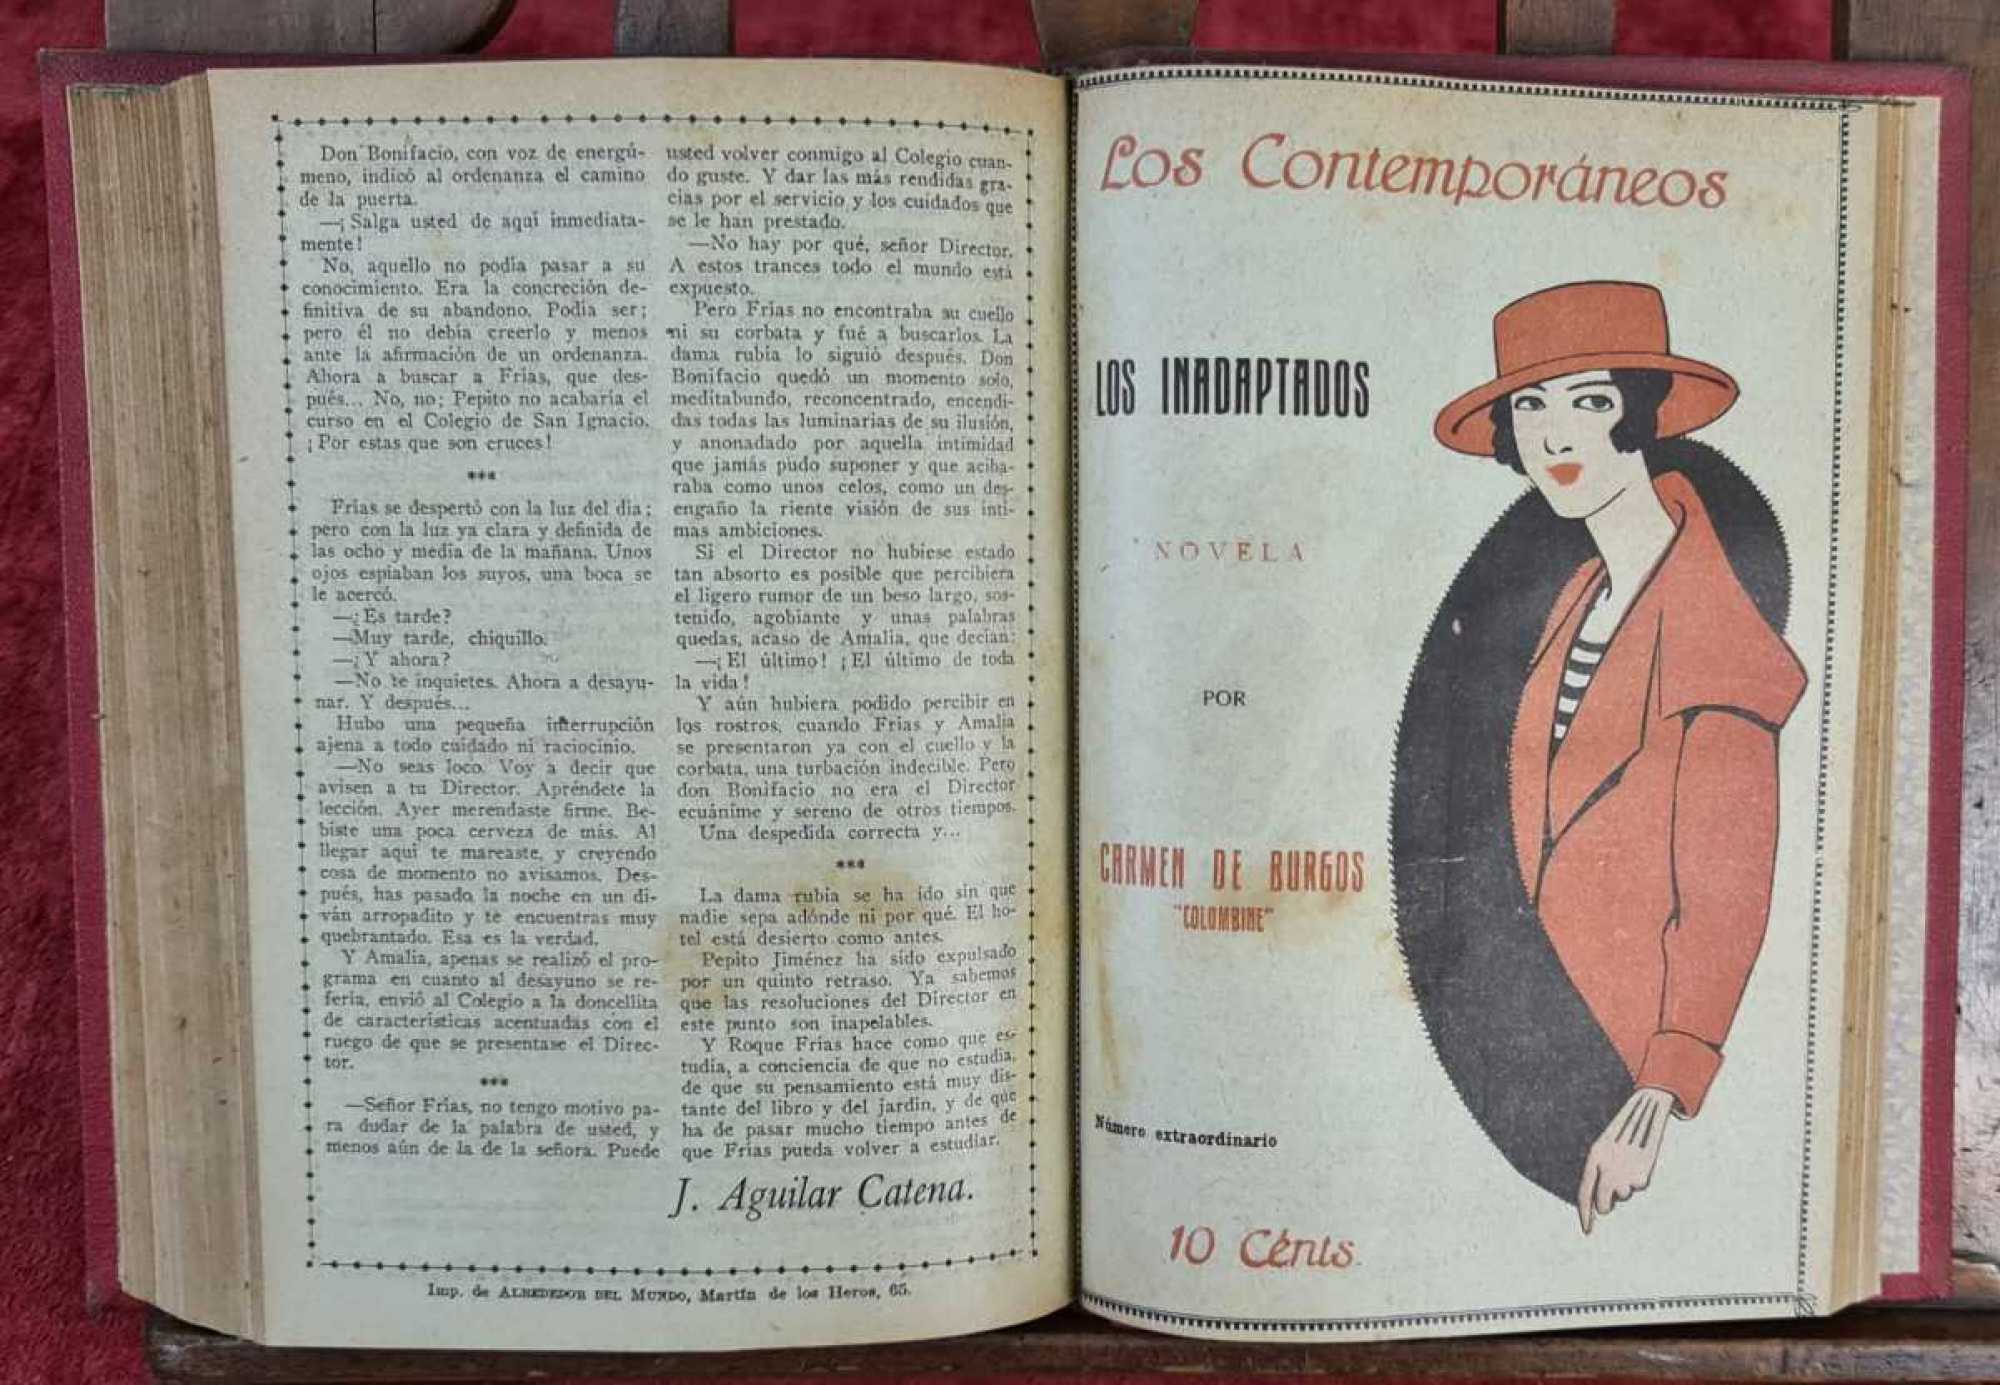 Don Bonifacio, con voz de energú-
meno, indicó al ordenanza el camino
de la puerta.
—¡Salga usted de aquí inmediata-
mente!
No, aquello no podía pasar a su
conocimiento. Era la concreción de-
finitiva de su abandono. Podía ser;
pero él no debía creerlo y menos
ante la afirmación de un ordenanza.
Ahora a buscar a Frías, que des-
pués... No, no; Pepito no acabaría el
curso en el Colegio de San Ignacio.
¡Por estas que son cruces!
***
Frías se despertó con la luz del día;
pero con la luz ya clara y definida de
las ocho y media de la mañana. Unos
ojos espiaban los suyos, una boca se
le acercó.
—¿Es tarde?
—Muy tarde, chiquillo.
—¿Y ahora?
—No te inquietes. Ahora a desayu-
nar. Y después...
Hubo una pequeña interrupción
ajena a todo cuidado ni raciocinio.
—No seas loco. Voy a decir que
avisen a tu Director. Apréndete la
lección. Ayer merendaste firme. Be-
biste una poca cerveza de más. Al
llegar aquí te mareaste, y creyendo
cosa de momento no avisamos. Des-
pués, has pasado la noche en un di-
ván arropadito y te encuentras muy
quebrantado. Esa es la verdad.
Y Amalia, apenas se realizó el pro-
grama en cuanto al desayuno se re-
fería, envió al Colegio a la doncellita
de características acentuadas con el
ruego de que se presentase el Direc-
tor.
***
—Señor Frías, no tengo motivo pa-
ra dudar de la palabra de usted, y
menos aún de la de la señora. Puede
usted volver conmigo al Colegio cuan-
do guste. Y dar las más rendidas gra-
cias por el servicio y los cuidados que
se le han prestado.
—No hay por qué, señor Director.
A estos trances todo el mundo está
expuesto.
Pero Frías no encontraba su cuello
ni su corbata y fué a buscarlos. La
dama rubia lo siguió después. Don
Bonifacio quedó un momento solo,
meditabundo, reconcentrado, encendi-
das todas las luminarias de su ilusión,
y anonadado por aquella intimidad
que jamás pudo suponer y que aciba-
raba como unos celos, como un des-
engaño la riente visión de sus ínti-
mas ambiciones.
Si el Director no hubiese estado
tan absorto es posible que percibiera
el ligero rumor de un beso largo, sos-
tenido, agobiante y unas palabras
quedas, acaso de Amalia, que decían:
—¡El último! ¡El último de toda
la vida!
Y aún hubiera podido percibir en
los rostros, cuando Frías y Amalia
se presentaron ya con el cuello y la
corbata, una turbación indecible. Pero
don Bonifacio no era el Director
ecuánime y sereno de otros tiempos.
Una despedida correcta y...
***
La dama rubia se ha ido sin que
nadie sepa adónde ni por qué. El ho-
tel está desierto como antes.
Pepito Jiménez ha sido expulsado
por un quinto retraso. Ya sabemos
que las resoluciones del Director en
este punto son inapelables.
Y Roque Frías hace como que es-
tudia, a conciencia de que no estudia,
de que su pensamiento está muy dis-
tante del libro y del jardín, y de que
ha de pasar mucho tiempo antes de
que Frías pueda volver a estudiar.
J. Aguilar Catena.
Imp. de ALREDEDOR DEL MUNDO, Martín de los Heros, 65.
Los Contemporáneos
LOS INADAPTADOS
NOVELA
POR
CARMEN DE BURGOS
"COLOMBINE"
Número extraordinario
10 Cénts.